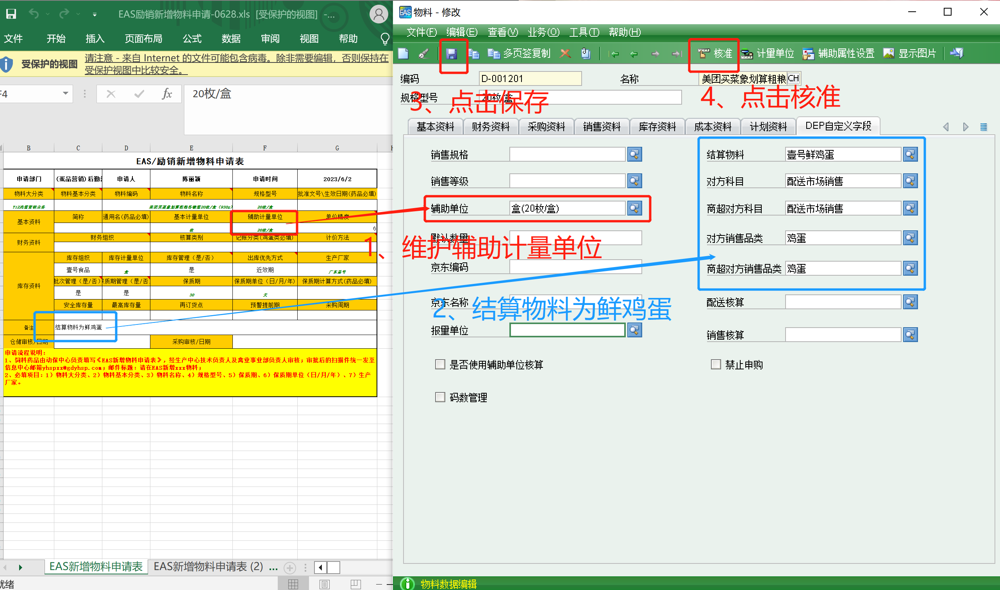 EAS励销新增物料申请-0628.xls [受保护的视图] -...
文件 开始 插入 页面布局 公式 数据 审阅 视图 帮助
受保护的视图 请注意 - 来自 Internet 的文件可能包含病毒。除非需要编辑，否则保持在
受保护视图中比较安全。
F4 fx 20枚/盒
B C D E F G
EAS/励销新增物料申请表
申请部门 (蛋品营销)后勤 申请人 陈丽颖 申请时间 2023/6/2
物料大分类 物料基本分类 物料编码 物料名称 规格型号 批准文号\生效日期(药品必填)
Y12鸡蛋营销业务 美团买菜象划算粗粮谷物蛋20枚/盒（930g） 20枚/盒
基本资料 简称 通用名(药品必填) 基本计量单位 辅助计量单位 单价精度
枚 20枚/盒 6
财务资料 财务组织 核算类别 记账分类(鸡蛋类必填) 计价方法
库存资料 库存组织 库存计量单位 库存管理（是/否） 出库优先方式 生产厂家
壹号食品 盒 是 近效期 广东壹号
批次管理（是/否） 保质期管理（是/否） 保质期 保质期单位（日/月/年） 保质期计算方式(药品必填)
是 是 30 天
安全库存量 最高库存量 再订货点 预警提前期 采购周期
备注 结算物料为鲜鸡蛋
仓储审核/日期 采购审核/日期
申请流程说明：
1、饲料药品由动保中心负责填写《EAS新增物料申请表》，经生产中心技术负责人及禽业事业部负责人审核；审批后的扫描件统一发至
信息中心邮箱yhspxx@gdyhsp.com；邮件标题：请在EAS新增xxx物料；
2、必填项目：1）物料大分类、2）物料基本分类、3）物料名称、4）规格型号、5）保质期、6）保质期单位（日/月/年）、7）生产
厂家。
EAS新增物料申请表 EAS新增物料申请表 (2) ...
就绪
EAS 物料 - 修改
文件(F) 编辑(E) 查看(V) 业务(O) 工具(T) 帮助(H)
多页签复制 核准 计量单位 辅助属性设置 显示图片
编码 D-001201 名称 美团买菜象划算粗粮 CH
规格型号 20枚/盒
3、点击保存 4、点击核准
基本资料 财务资料 采购资料 销售资料 库存资料 成本资料 计划资料 DEP自定义字段
销售规格 结算物料 壹号鲜鸡蛋
销售等级 对方科目 配送市场销售
辅助单位 盒(20枚/盒) 商超对方科目 配送市场销售
默认数量 对方销售品类 鸡蛋
1、维护辅助计量单位
京东编码 商超对方销售品类 鸡蛋
京东名称 配送核算
2、结算物料为鲜鸡蛋
报量单位 销售核算
是否使用辅助单位核算 禁止申购
码数管理
物料数据编辑